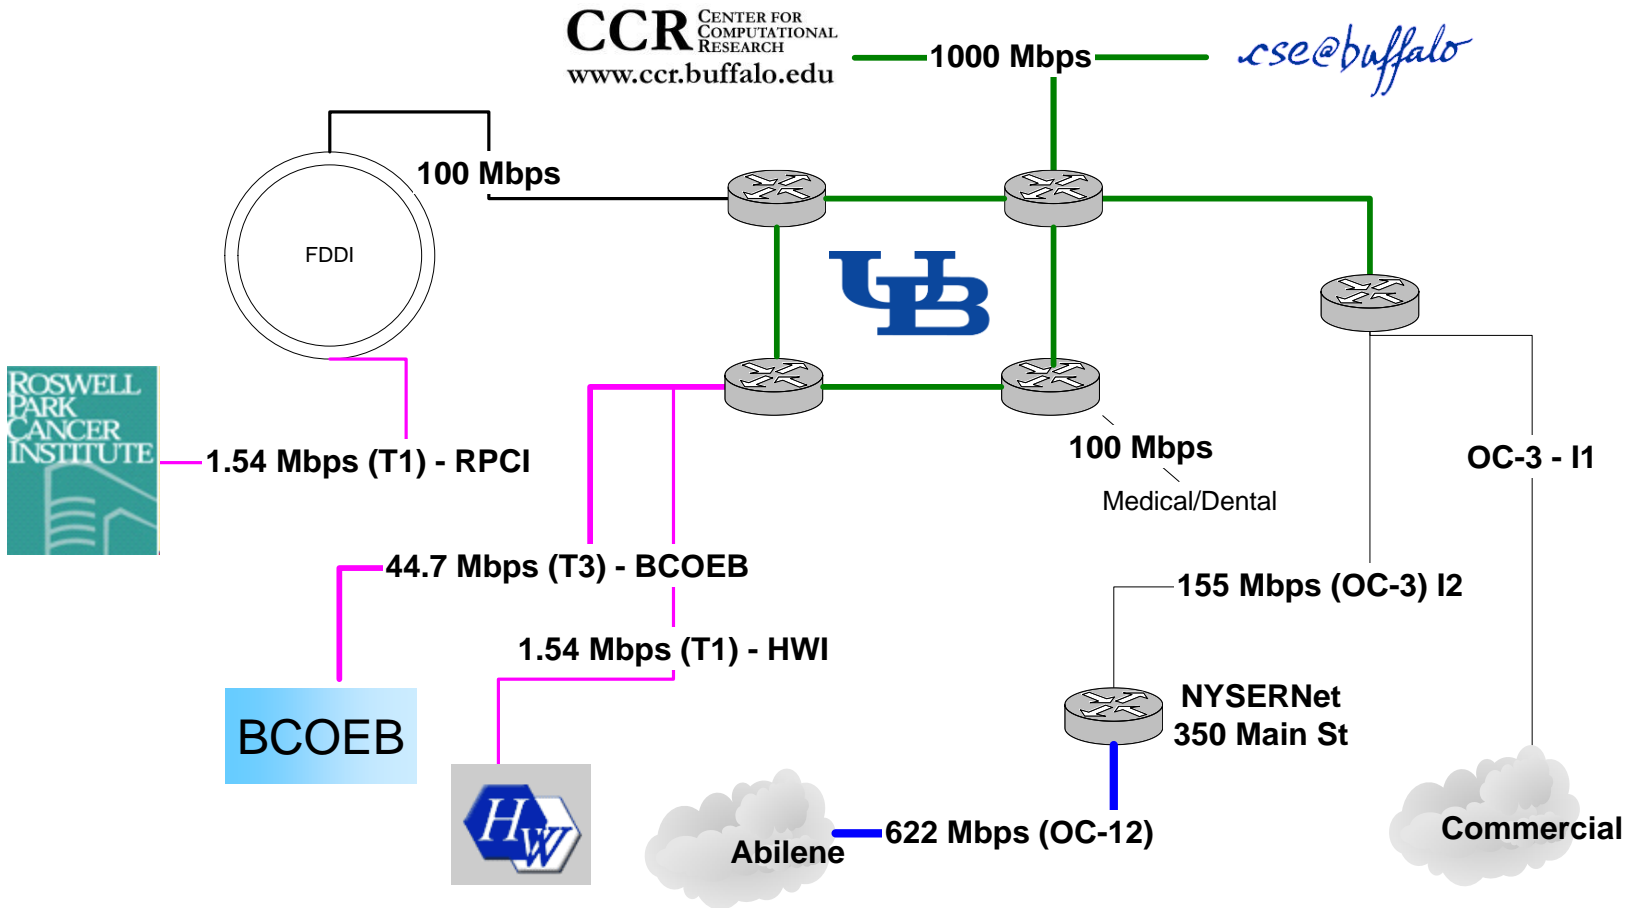 CCR CENTER FOR
COMPUTATIONAL
RESEARCH
www.ccr.buffalo.edu
1000 Mbps
cse@buffalo
100 Mbps
FDDI
UB
ROSWELL
PARK
CANCER
INSTITUTE
1.54 Mbps (T1) - RPCI
100 Mbps
Medical/Dental
OC-3 - I1
44.7 Mbps (T3) - BCOEB
155 Mbps (OC-3) I2
1.54 Mbps (T1) - HWI
BCOEB
NYSERNet
350 Main St
HW
Abilene
622 Mbps (OC-12)
Commercial